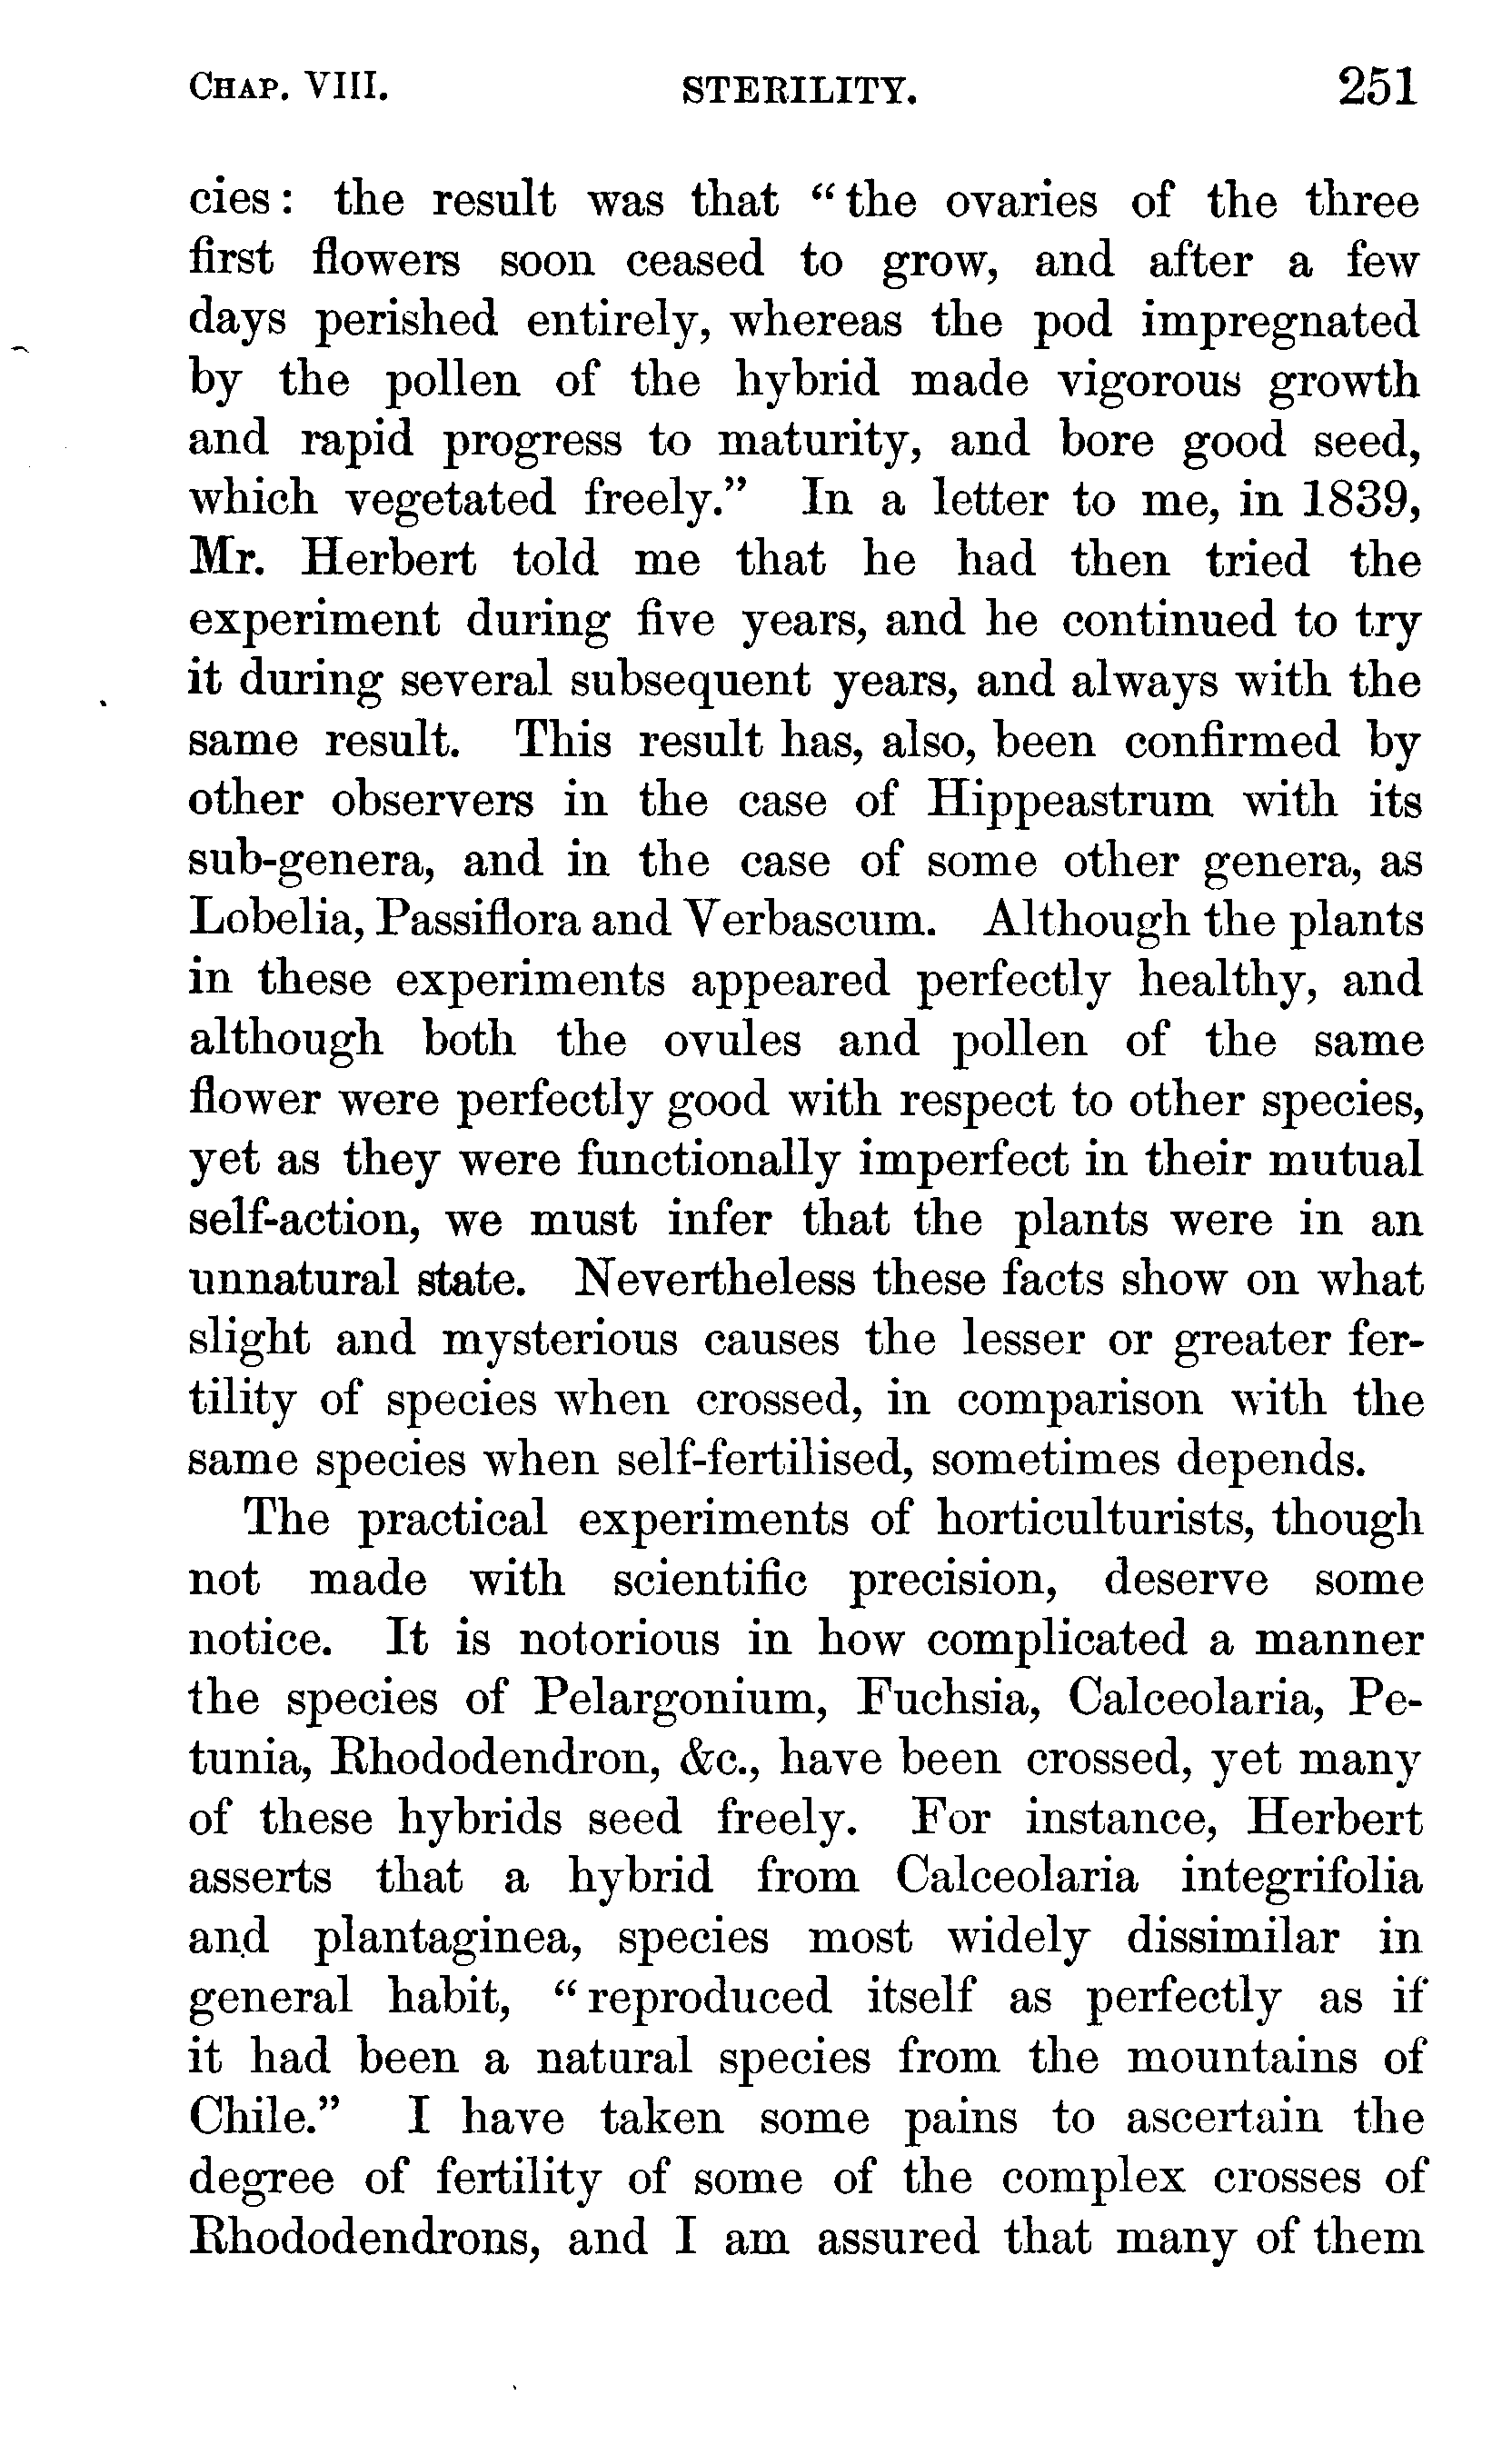 CHAP. VIII. STERILITY. 251
cies: the result was that “the ovaries of the three
first flowers soon ceased to grow, and after a few
days perished entirely, whereas the pod impregnated
by the pollen of the hybrid made vigorous growth
and rapid progress to maturity, and bore good seed,
which vegetated freely.” In a letter to me, in 1839,
Mr. Herbert told me that he had then tried the
experiment during five years, and he continued to try
it during several subsequent years, and always with the
same result. This result has, also, been confirmed by
other observers in the case of Hippeastrum with its
sub-genera, and in the case of some other genera, as
Lobelia, Passiflora and Verbascum. Although the plants
in these experiments appeared perfectly healthy, and
although both the ovules and pollen of the same
flower were perfectly good with respect to other species,
yet as they were functionally imperfect in their mutual
self-action, we must infer that the plants were in an
unnatural state. Nevertheless these facts show on what
slight and mysterious causes the lesser or greater fer-
tility of species when crossed, in comparison with the
same species when self-fertilised, sometimes depends.
The practical experiments of horticulturists, though
not made with scientific precision, deserve some
notice. It is notorious in how complicated a manner
the species of Pelargonium, Fuchsia, Calceolaria, Pe-
tunia, Rhododendron, &c., have been crossed, yet many
of these hybrids seed freely. For instance, Herbert
asserts that a hybrid from Calceolaria integrifolia
and plantaginea, species most widely dissimilar in
general habit, “reproduced itself as perfectly as if
it had been a natural species from the mountains of
Chile.” I have taken some pains to ascertain the
degree of fertility of some of the complex crosses of
Rhododendrons, and I am assured that many of them